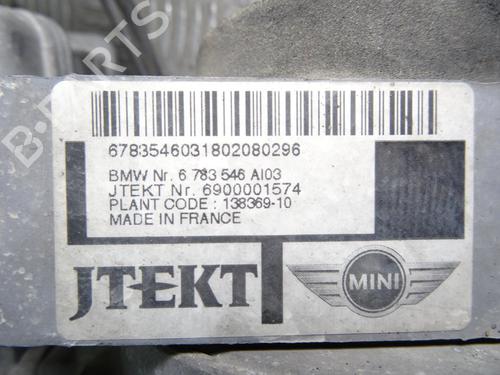 6783546031802080296
BMW Nr. 6 783 546 AI03
JTEKT Nr. 6900001574
PLANT CODE : 138369-10
MADE IN FRANCE
JTEKT
MINI
B-PARTS